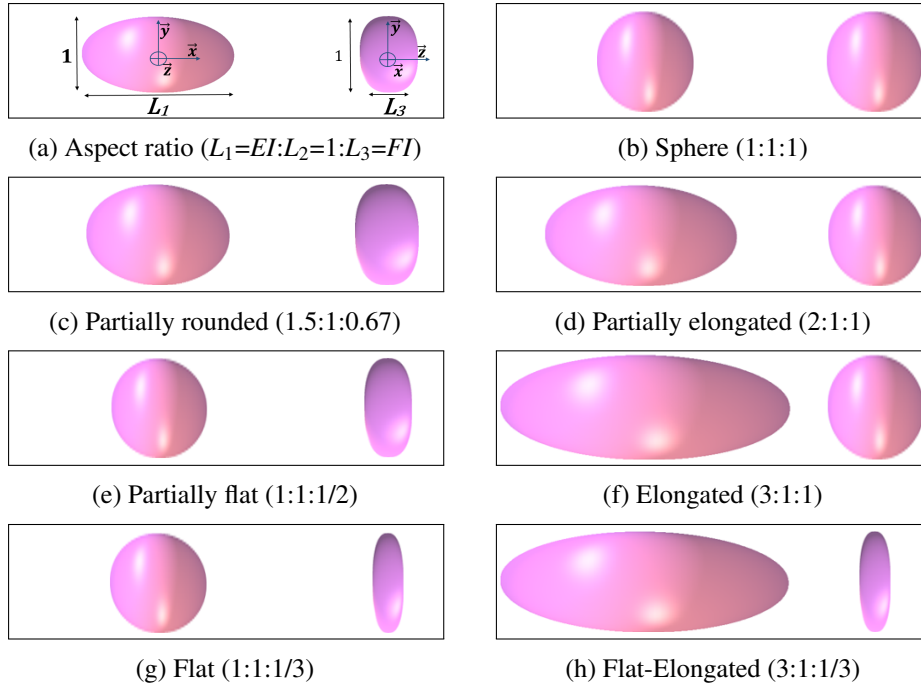 1 y⃗ x⃗ z⃗ L₁
1 y⃗ z⃗ x⃗ L₃
(a) Aspect ratio (L₁=EI:L₂=1:L₃=FI)
(b) Sphere (1:1:1)
(c) Partially rounded (1.5:1:0.67)
(d) Partially elongated (2:1:1)
(e) Partially flat (1:1:1/2)
(f) Elongated (3:1:1)
(g) Flat (1:1:1/3)
(h) Flat-Elongated (3:1:1/3)